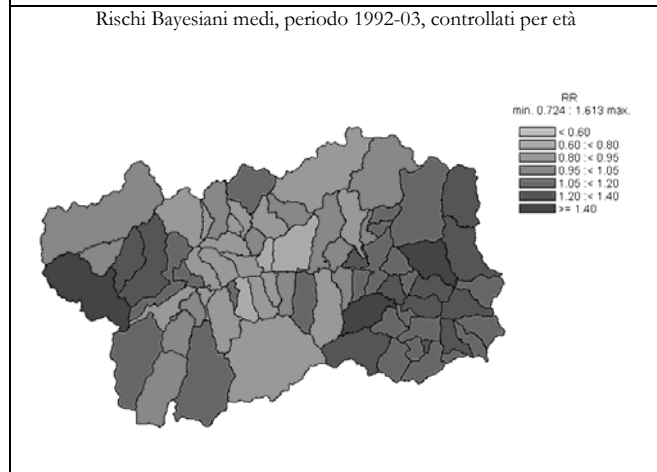 Rischi Bayesiani medi, periodo 1992-03, controllati per età
RR
min. 0.724 : 1.613 max.
< 0.60
0.60 :< 0.80
0.80 :< 0.95
0.95 :< 1.05
1.05 :< 1.20
1.20 :< 1.40
>= 1.40